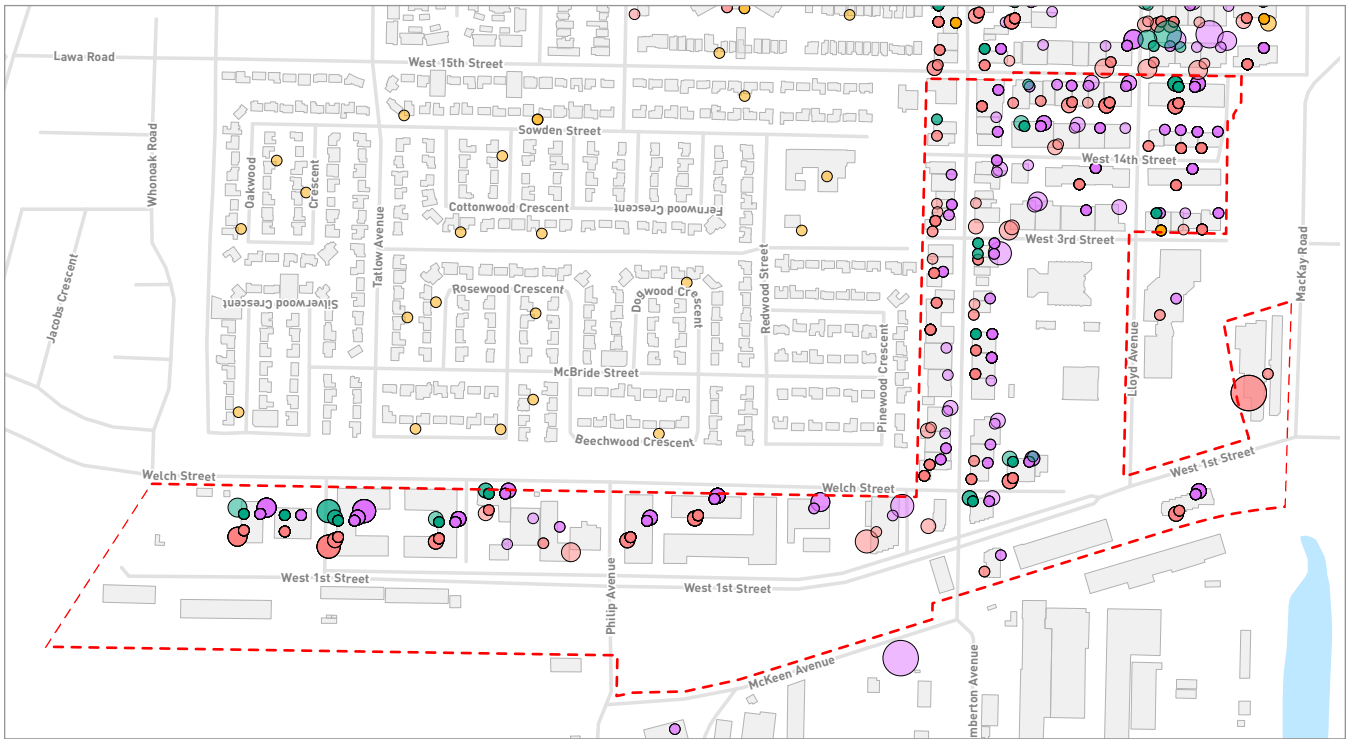 Lawa Road
West 15th Street
Sowden Street
Whonoak Road
Oakwood
Crescent
West 14th Street
Cottonwood Crescent
Fernwood Crescent
Tatlow Avenue
West 3rd Street
MacKay Road
Redwood Street
Jacobs Crescent
Silverwood Crescent
Rosewood Crescent
Dogwood Crescent
Pinewood Crescent
Lloyd Avenue
McBride Street
Beechwood Crescent
West 1st Street
Welch Street
Welch Street
West 1st Street
West 1st Street
Philip Avenue
McKeen Avenue
mberton Avenue